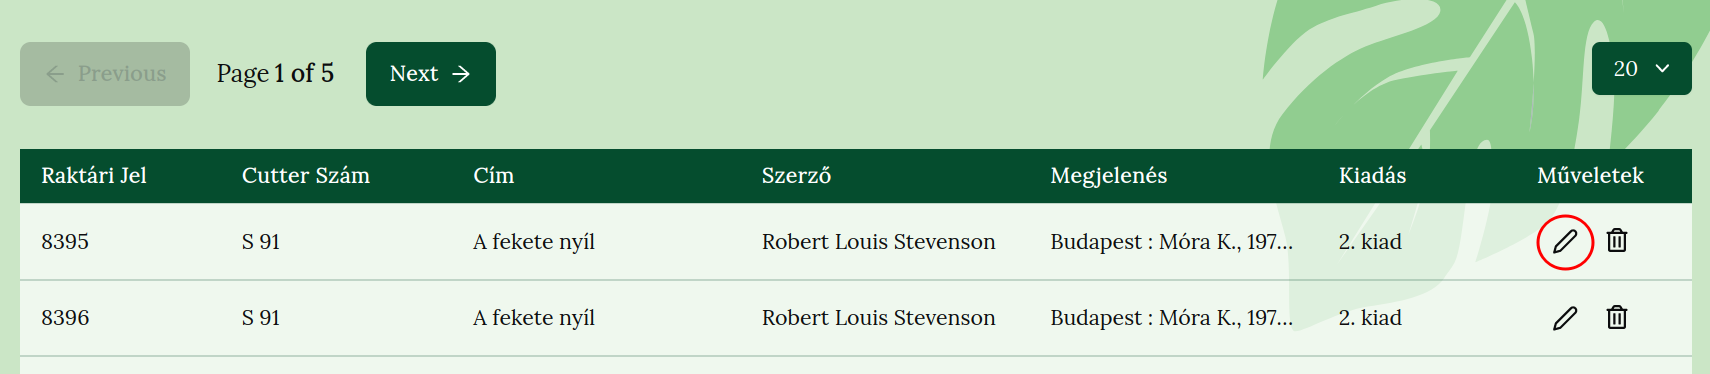 Previous Page 1 of 5 Next 20
Raktári Jel Cutter Szám Cím Szerző Megjelenés Kiadás Műveletek
8395 S 91 A fekete nyíl Robert Louis Stevenson Budapest : Móra K., 197... 2. kiad
8396 S 91 A fekete nyíl Robert Louis Stevenson Budapest : Móra K., 197... 2. kiad